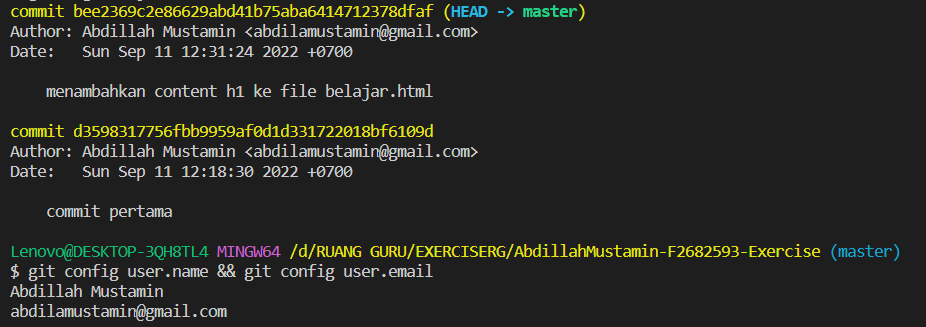 commit bee2369c2e86629abd41b75aba6414712378dfaf (HEAD -> master)
Author: Abdillah Mustamin <abdilamustamin@gmail.com>
Date:   Sun Sep 11 12:31:24 2022 +0700
menambahkan content h1 ke file belajar.html
commit d3598317756fbb9959af0d1d331722018bf6109d
Author: Abdillah Mustamin <abdilamustamin@gmail.com>
Date:   Sun Sep 11 12:18:30 2022 +0700
commit pertama
Lenovo@DESKTOP-3QH8TL4 MINGW64 /d/RUANG GURU/EXERCISERG/AbdillahMustamin-F2682593-Exercise (master)
$ git config user.name && git config user.email
Abdillah Mustamin
abdilamustamin@gmail.com